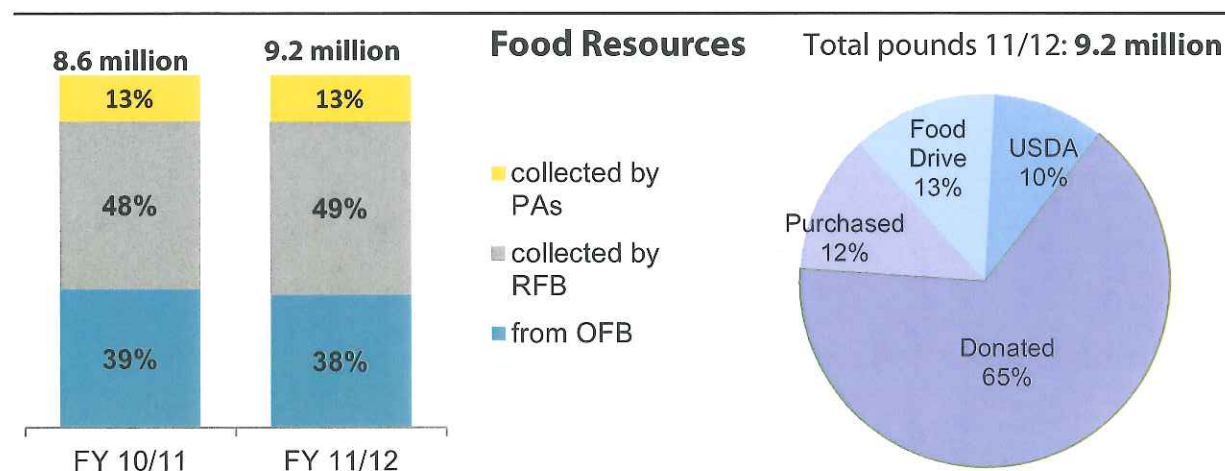 8.6 million
13%
48%
39%
FY 10/11
9.2 million
13%
49%
38%
FY 11/12
Food Resources
collected by
PAs
collected by
RFB
from OFB
Total pounds 11/12: 9.2 million
Food
Drive
13%
USDA
10%
Purchased
12%
Donated
65%